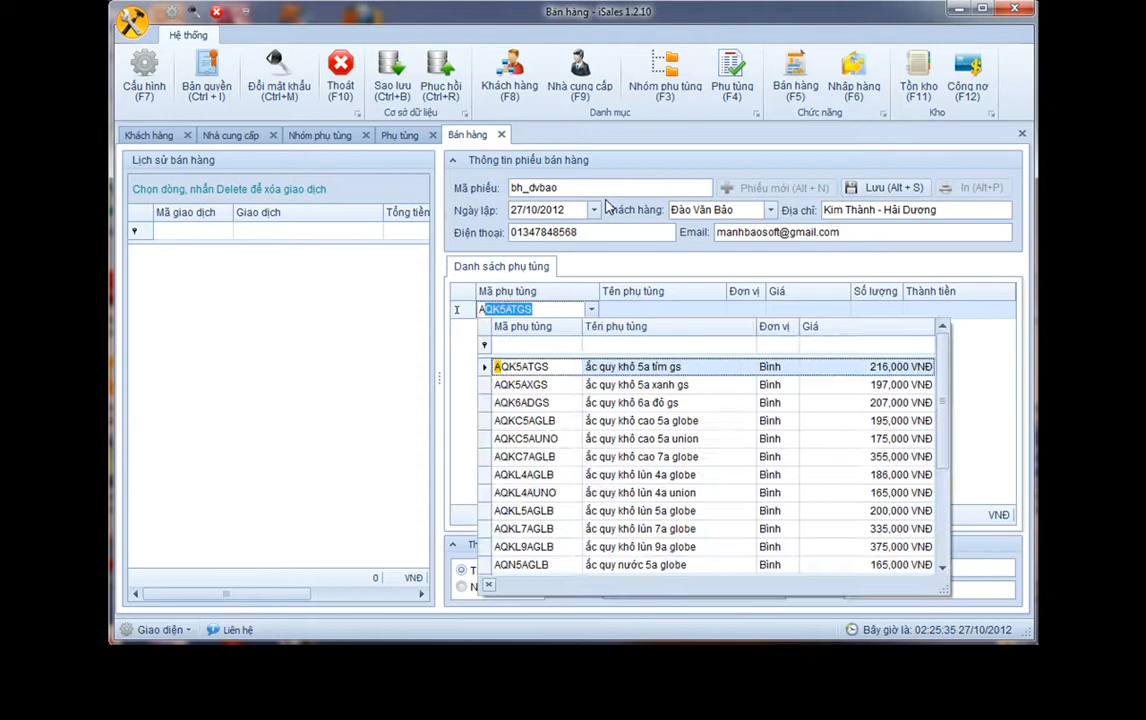 Bán hàng - iSales 1.2.10
Hệ thống
Cấu hình (F7)
Bản quyền (Ctrl + I)
Đổi mật khẩu (Ctrl+M)
Thoát (F10)
Sao lưu (Ctrl+B)
Phục hồi (Ctrl+R)
Khách hàng (F8)
Nhà cung cấp (F9)
Nhóm phụ tùng (F3)
Phụ tùng (F4)
Bán hàng (F5)
Nhập hàng (F6)
Tồn kho (F11)
Công nợ (F12)
Cơ sở dữ liệu
Danh mục
Chức năng
Kho
Khách hàng
Nhà cung cấp
Nhóm phụ tùng
Phụ tùng
Bán hàng
Lịch sử bán hàng
Chọn dòng, nhấn Delete để xóa giao dịch
Mã giao dịch Giao dịch Tổng tiền
0 VNĐ
Thông tin phiếu bán hàng
Mã phiếu: bh_dvbao Phiếu mới (Alt + N) Lưu (Alt + S) In (Alt+P)
Ngày lập: 27/10/2012 Khách hàng: Đào Văn Bảo Địa chỉ: Kim Thành - Hải Dương
Điện thoại: 01347848568 Email: manhbaosoft@gmail.com
Danh sách phụ tùng
Mã phụ tùng Tên phụ tùng Đơn vị Giá Số lượng Thành tiền
AQK5ATGS
Mã phụ tùng Tên phụ tùng Đơn vị Giá
AQK5ATGS ắc quy khô 5a tím gs Bình 216,000 VNĐ
AQK5AXGS ắc quy khô 5a xanh gs Bình 197,000 VNĐ
AQK6ADGS ắc quy khô 6a đỏ gs Bình 207,000 VNĐ
AQKC5AGLB ắc quy khô cao 5a globe Bình 195,000 VNĐ
AQKC5AUNO ắc quy khô cao 5a union Bình 175,000 VNĐ
AQKC7AGLB ắc quy khô cao 7a globe Bình 355,000 VNĐ
AQKL4AGLB ắc quy khô lùn 4a globe Bình 186,000 VNĐ
AQKL4AUNO ắc quy khô lùn 4a union Bình 165,000 VNĐ
AQKL5AGLB ắc quy khô lùn 5a globe Bình 200,000 VNĐ
AQKL7AGLB ắc quy khô lùn 7a globe Bình 335,000 VNĐ
AQKL9AGLB ắc quy khô lùn 9a globe Bình 375,000 VNĐ
AQN5AGLB ắc quy nước 5a globe Bình 165,000 VNĐ
VNĐ
Giao diện Liên hệ Bây giờ là: 02:25:35 27/10/2012